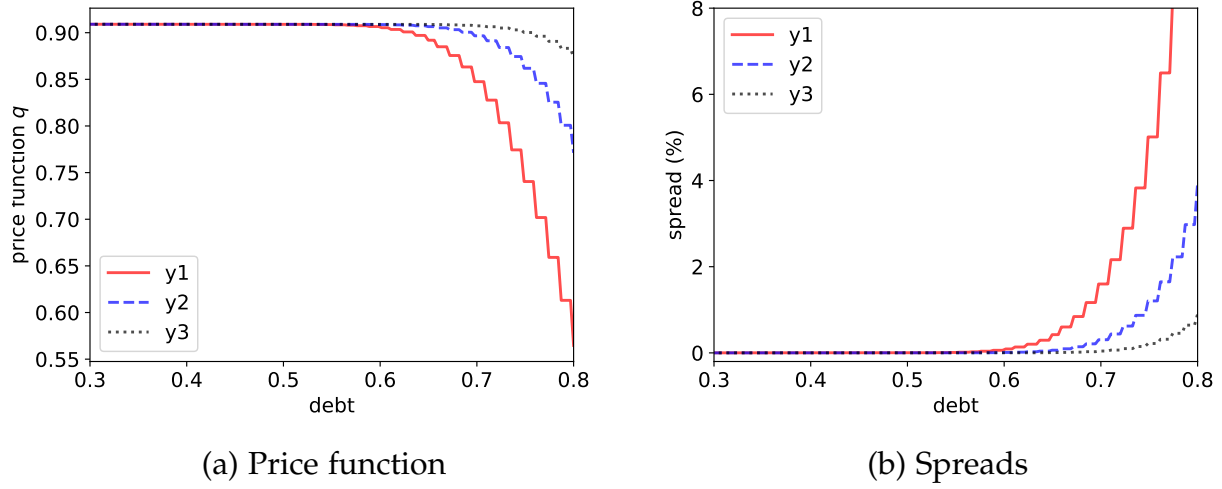 price function q
0.90
0.85
0.80
0.75
0.70
0.65
0.60
0.55
y1
y2
y3
0.3 0.4 0.5 0.6 0.7 0.8
debt
(a) Price function
spread (%)
8
6
4
2
0
y1
y2
y3
0.3 0.4 0.5 0.6 0.7 0.8
debt
(b) Spreads